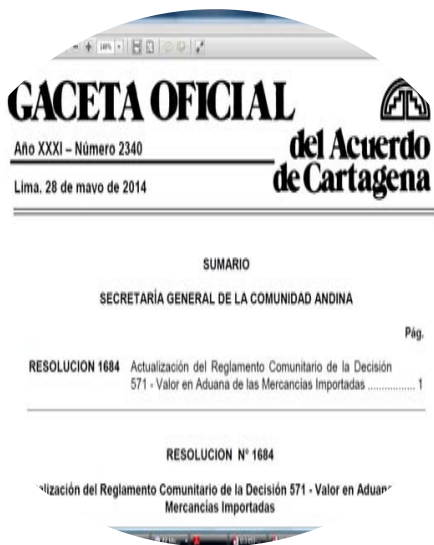 GACETA OFICIAL
del Acuerdo
de Cartagena
Año XXXI – Número 2340
Lima. 28 de mayo de 2014
SUMARIO
SECRETARÍA GENERAL DE LA COMUNIDAD ANDINA
Pág.
RESOLUCION 1684 Actualización del Reglamento Comunitario de la Decisión
571 - Valor en Aduana de las Mercancías Importadas ................ 1
RESOLUCION N° 1684
alización del Reglamento Comunitario de la Decisión 571 - Valor en Aduan
Mercancías Importadas